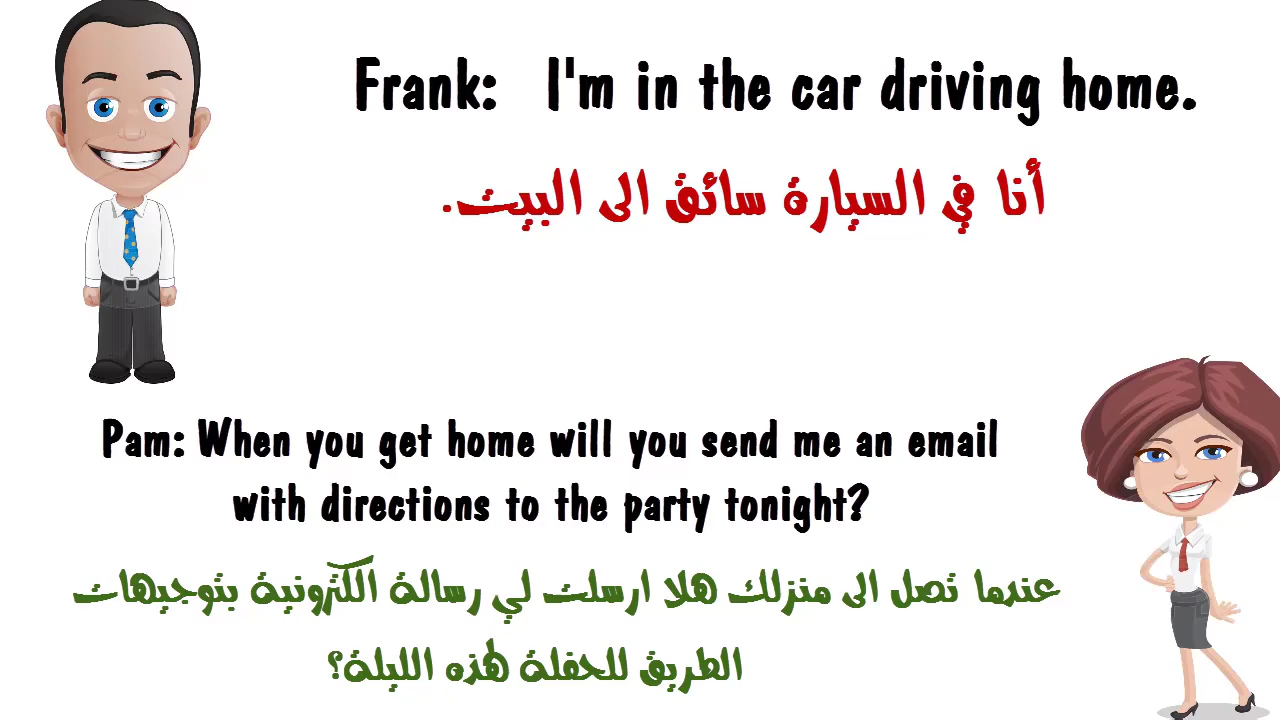 Frank: I'm in the car driving home.
أنا في السيارة سائق الى البيت.
Pam: When you get home will you send me an email
with directions to the party tonight?
عندما تصل الى منزلك هلا ارسلت لي رسالة الكترونية بتوجيهات
الطريق للحفلة هذه الليلة؟